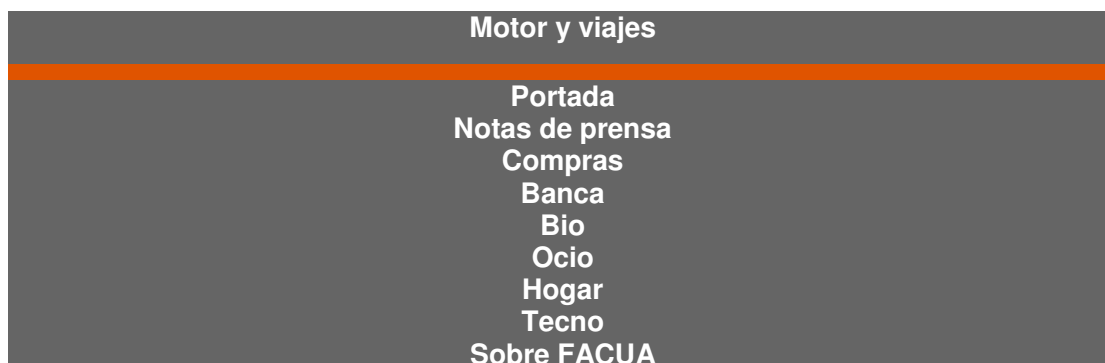 Motor y viajes
Portada
Notas de prensa
Compras
Banca
Bio
Ocio
Hogar
Tecno
Sobre FACUA